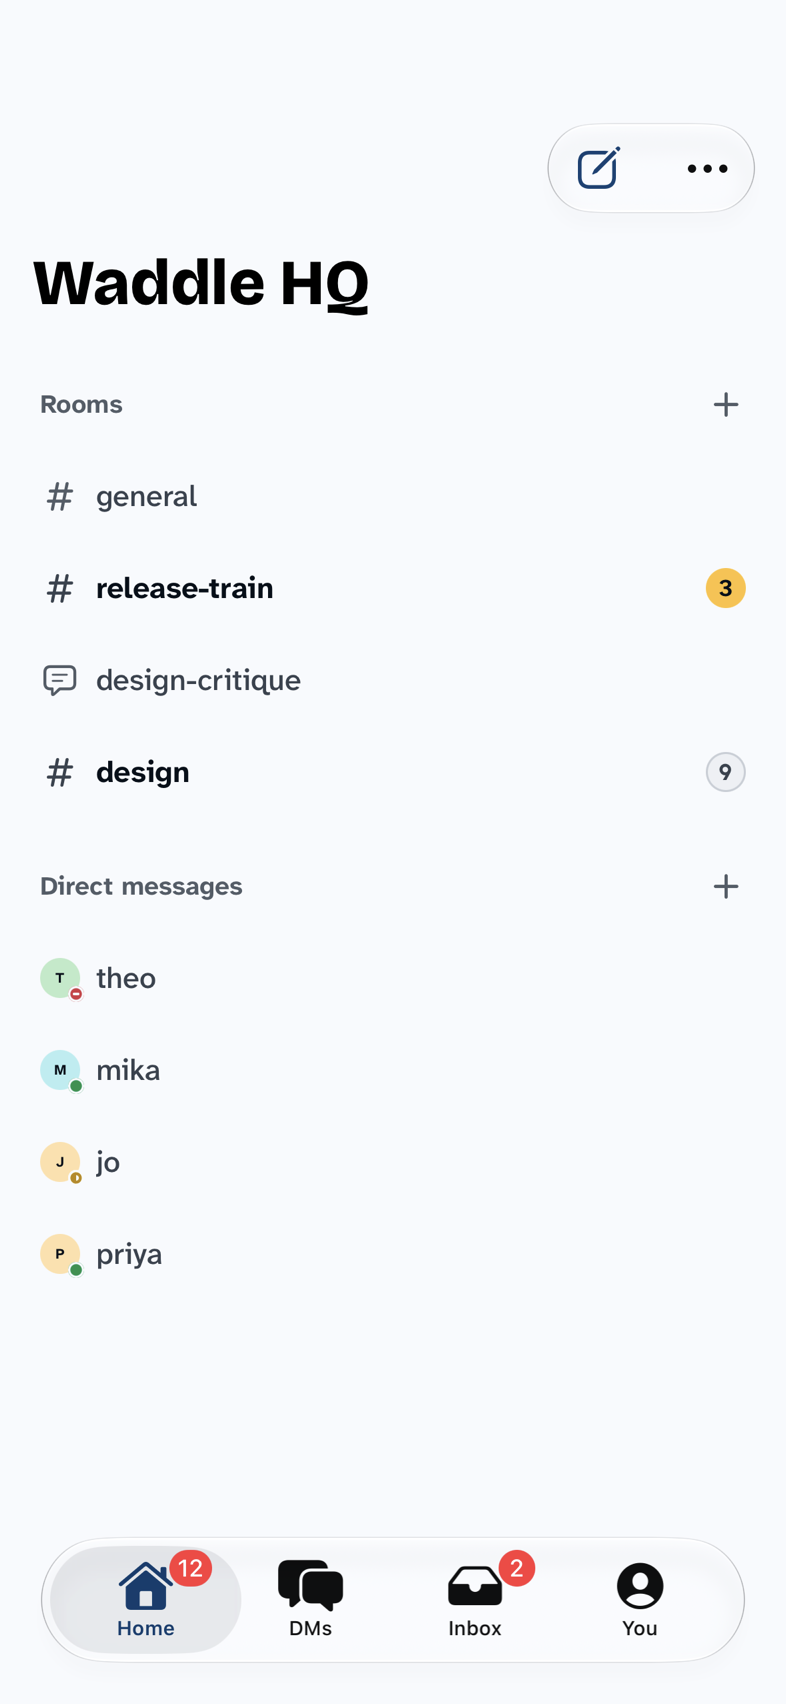 Waddle HQ
Rooms
# general
# release-train 3
design-critique
# design 9
Direct messages
T theo
M mika
J jo
P priya
12 2
Home DMs Inbox You